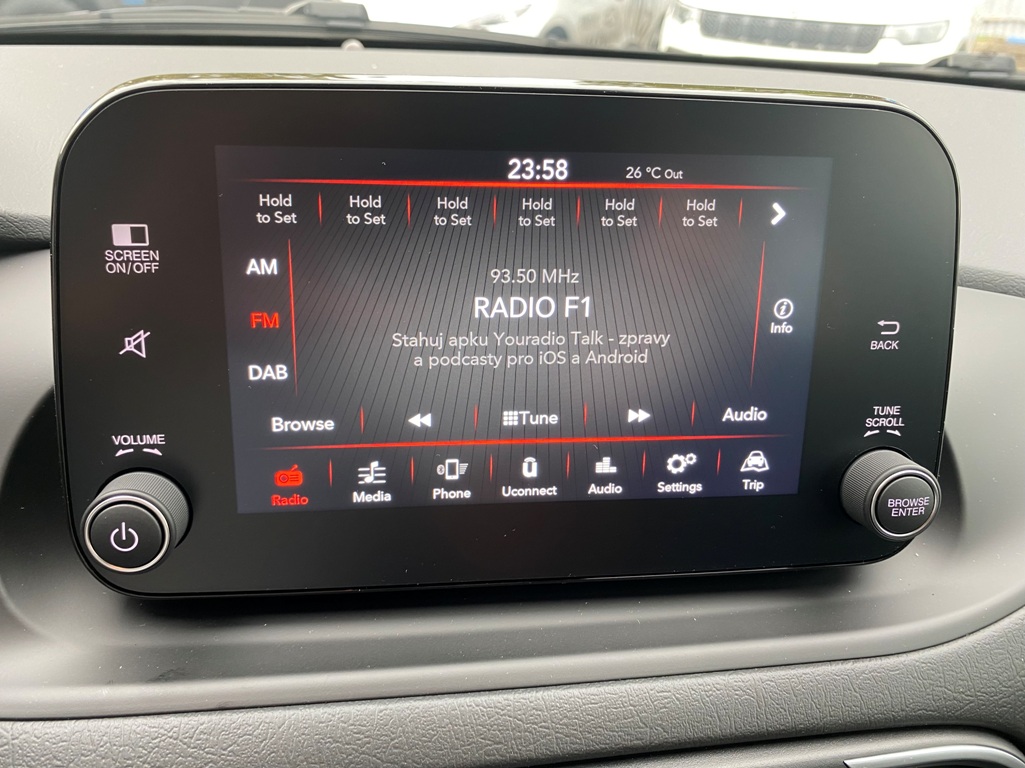 23:58
26 °C Out
Hold to Set
Hold to Set
Hold to Set
Hold to Set
Hold to Set
Hold to Set
SCREEN
ON/OFF
AM
FM
DAB
93.50 MHz
RADIO F1
Stahuj apku Youradio Talk - zpravy
a podcasty pro iOS a Android
Info
BACK
VOLUME
TUNE
SCROLL
Browse
Tune
Audio
Radio
Media
Phone
Uconnect
Audio
Settings
Trip
BROWSE
ENTER